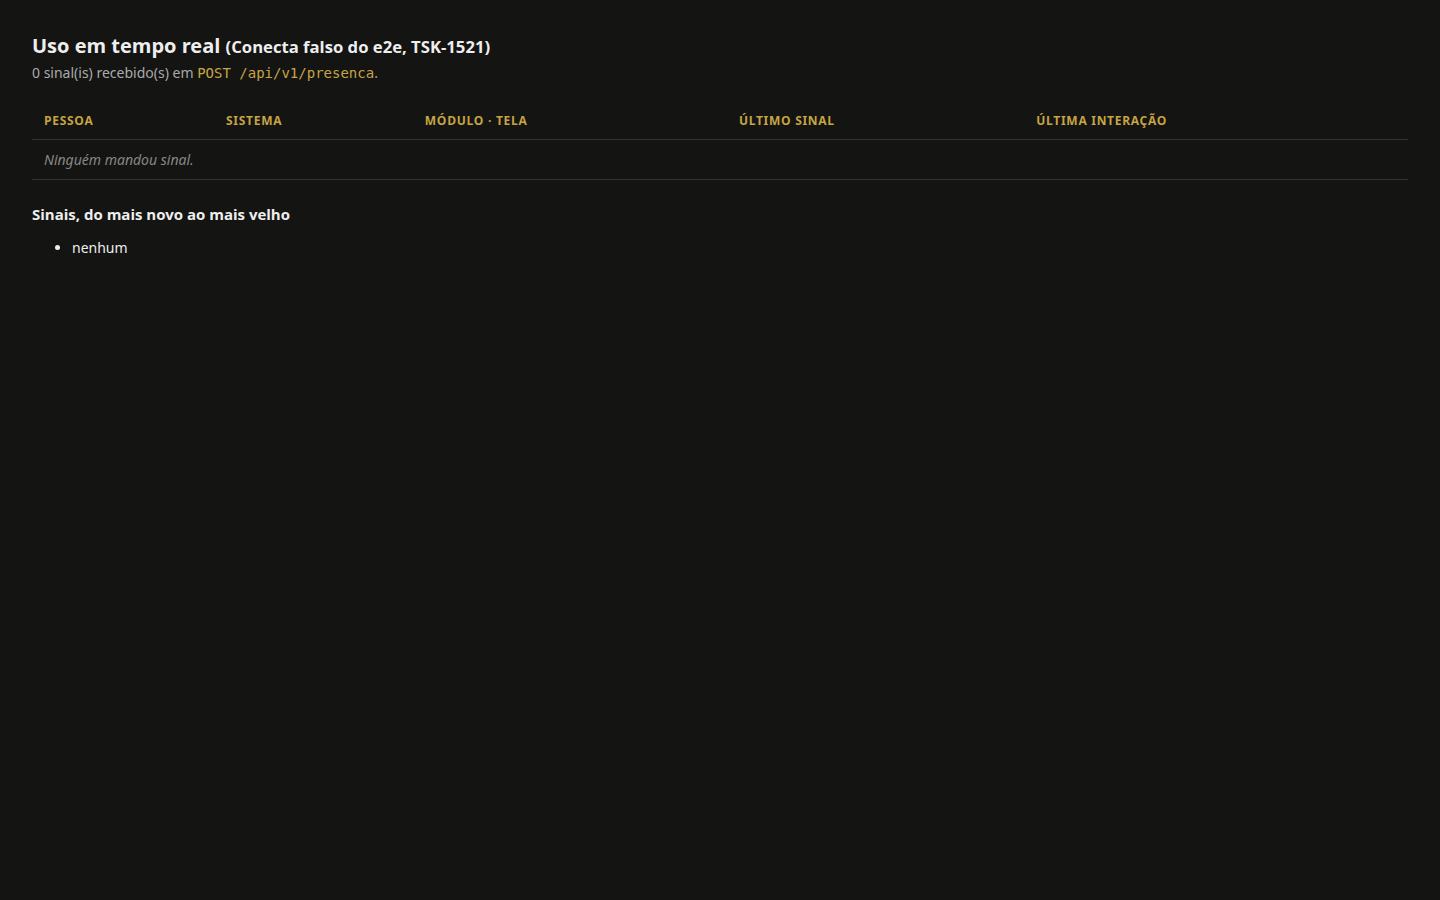 Uso em tempo real (Conecta falso do e2e, TSK-1521)
0 sinal(is) recebido(s) em POST /api/v1/presenca.
PESSOA SISTEMA MÓDULO · TELA ÚLTIMO SINAL ÚLTIMA INTERAÇÃO
Ninguém mandou sinal.
Sinais, do mais novo ao mais velho
• nenhum